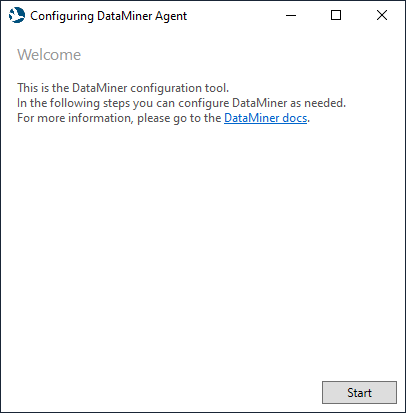 Configuring DataMiner Agent
Welcome
This is the DataMiner configuration tool.
In the following steps you can configure DataMiner as needed.
For more information, please go to the DataMiner docs.
Start